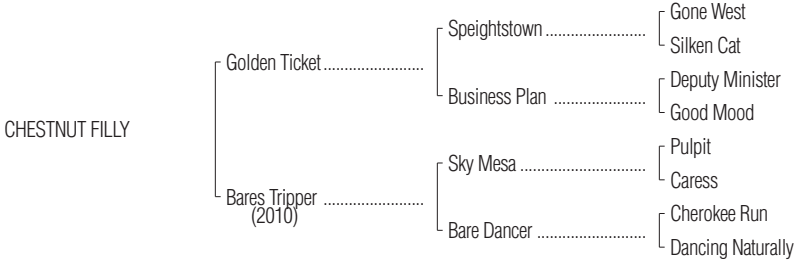 Gone West
Speightstown ........................
Silken Cat
Golden Ticket ........................
Deputy Minister
Business Plan ......................
Good Mood
CHESTNUT FILLY
Pulpit
Sky Mesa ..............................
Caress
Bares Tripper ........................
(2010)
Cherokee Run
Bare Dancer ..........................
Dancing Naturally